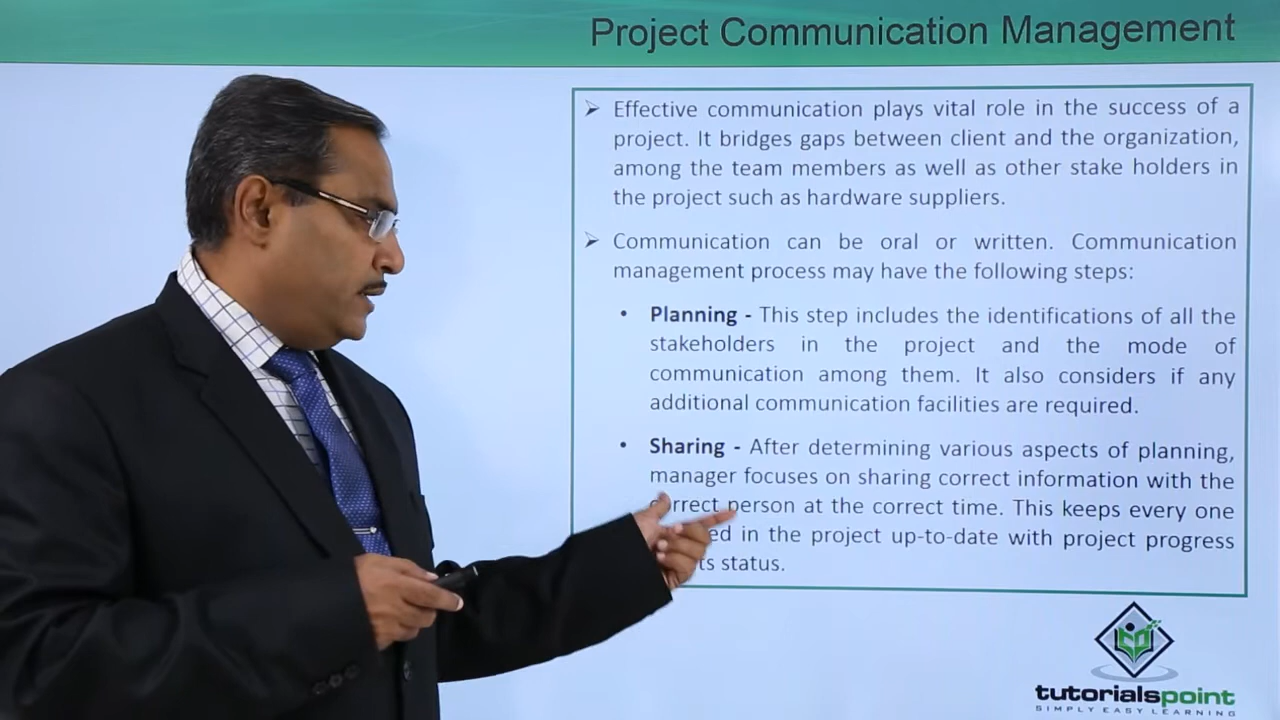 Project Communication Management
➢ Effective communication plays vital role in the success of a
project. It bridges gaps between client and the organization,
among the team members as well as other stake holders in
the project such as hardware suppliers.
➢ Communication can be oral or written. Communication
management process may have the following steps:
• Planning - This step includes the identifications of all the
stakeholders in the project and the mode of
communication among them. It also considers if any
additional communication facilities are required.
• Sharing - After determining various aspects of planning,
manager focuses on sharing correct information with the
person at the correct time. This keeps every one
in the project up-to-date with project progress
status.
tutorialspoint
SIMPLY EASY LEARNING